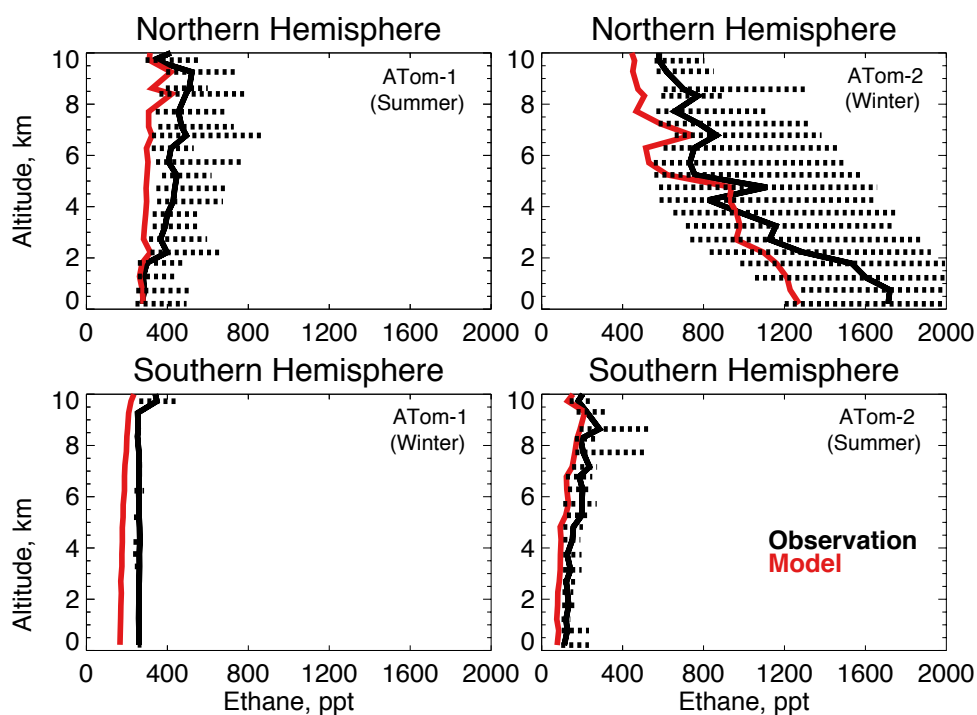 Northern Hemisphere
Northern Hemisphere
10
8
6
4
2
0
Altitude, km
ATom-1
(Summer)
0 400 800 1200 1600 2000
10
8
6
4
2
0
ATom-2
(Winter)
0 400 800 1200 1600 2000
Southern Hemisphere
Southern Hemisphere
10
8
6
4
2
0
Altitude, km
ATom-1
(Winter)
0 400 800 1200 1600 2000
Ethane, ppt
10
8
6
4
2
0
ATom-2
(Summer)
Observation
Model
0 400 800 1200 1600 2000
Ethane, ppt